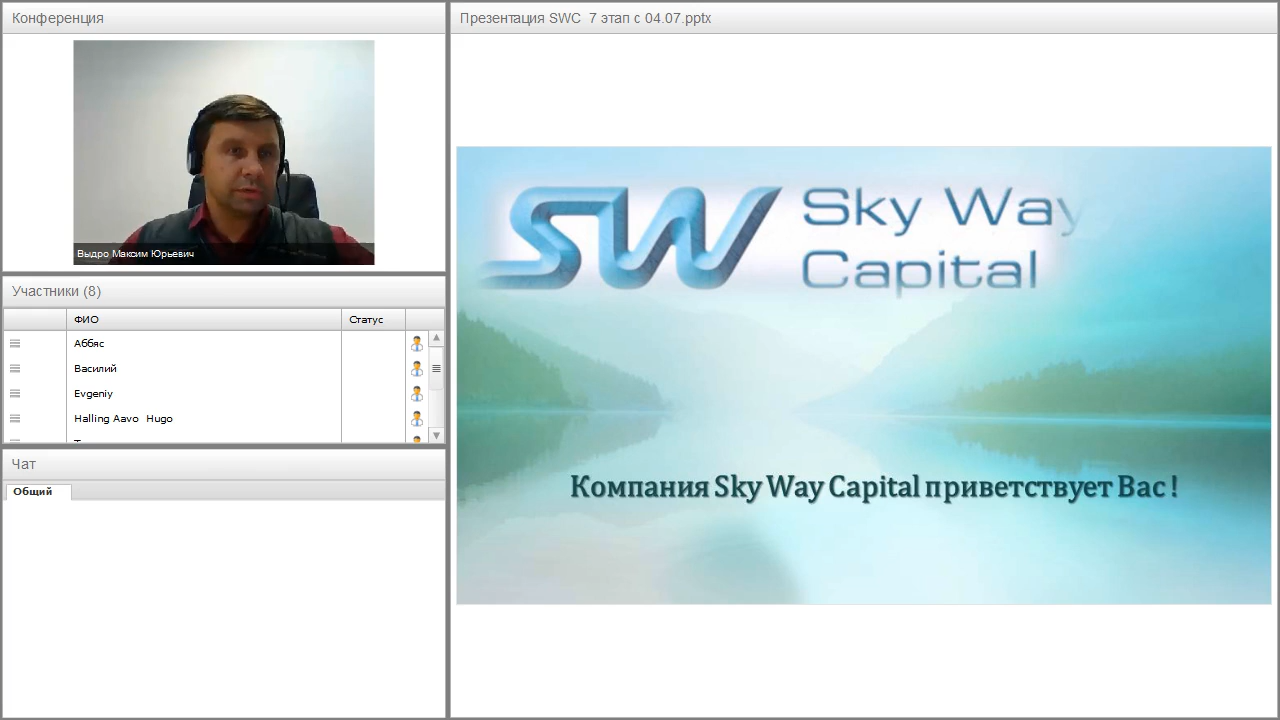 Конференция
Выдро Максим Юрьевич
Участники (8)
ФИО
Статус
Аббяс
Василий
Evgeniy
Halling Aavo  Hugo
Чат
Общий
Презентация SWC  7 этап с 04.07.pptx
SW
Sky Way
Capital
Компания Sky Way Capital приветствует Вас !